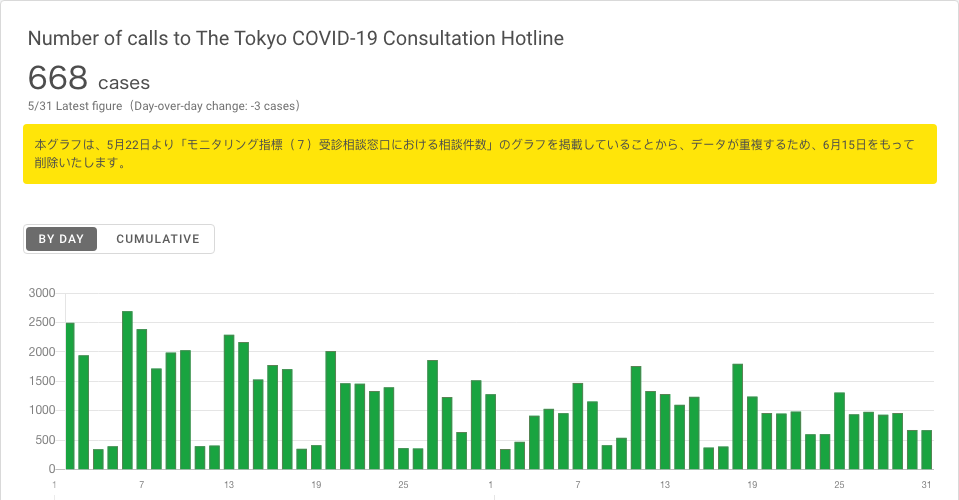 Number of calls to The Tokyo COVID-19 Consultation Hotline
668 cases
5/31 Latest figure（Day-over-day change: -3 cases）
本グラフは、5月22日より「モニタリング指標（７）受診相談窓口における相談件数」のグラフを掲載していることから、データが重複するため、6月15日をもって
削除いたします。
BY DAY CUMULATIVE
3000
2500
2000
1500
1000
500
0
1 7 13 19 25 1 7 13 19 25 31